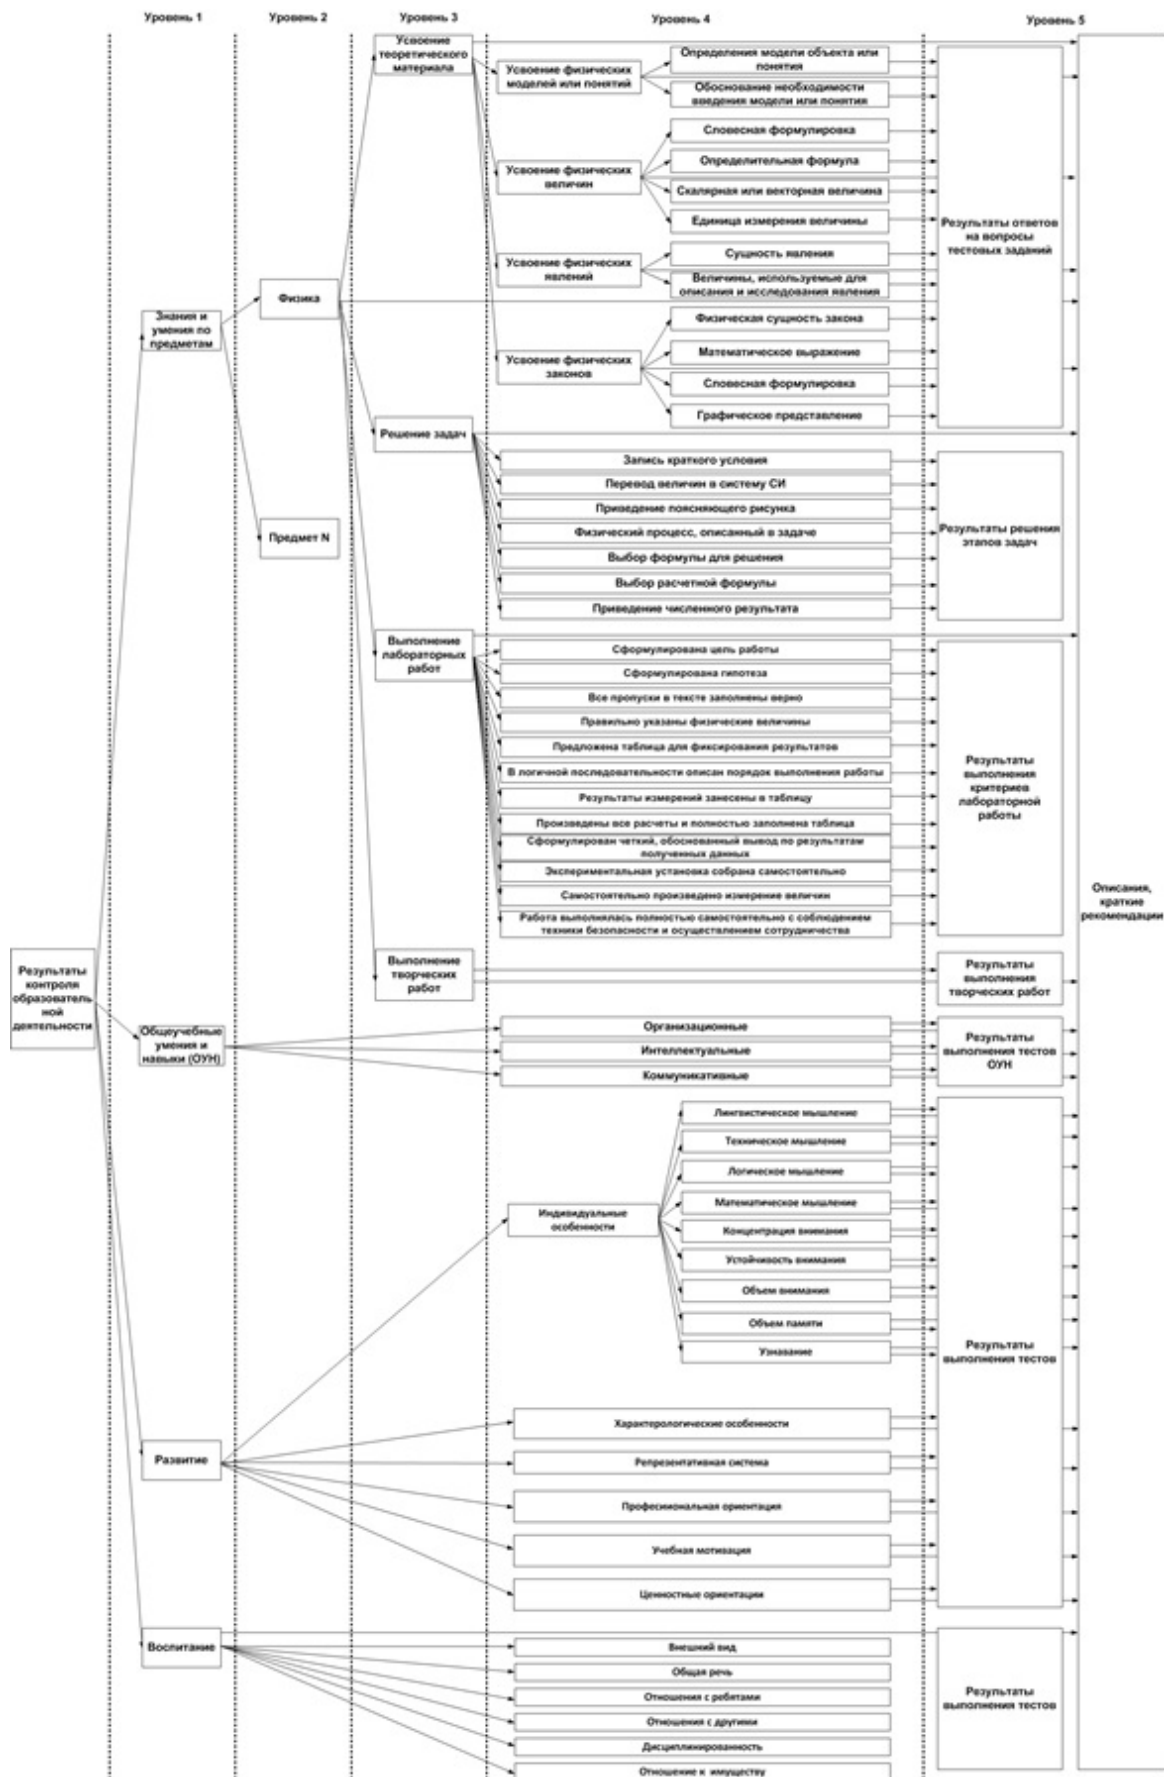 Уровень 1
Уровень 2
Уровень 3
Уровень 4
Уровень 5
Результаты
контроля
образователь
ной
деятельности
Знания и
умения по
предметам
Общеучебные
умения и
навыки (ОУН)
Развитие
Воспитание
Физика
Предмет N
Усвоение
теоретического
материала
Решение задач
Выполнение
лабораторных
работ
Выполнение
творческих
работ
Усвоение физических
моделей или понятий
Определения модели объекта или
понятия
Обоснование необходимости
введения модели или понятия
Усвоение физических
величин
Словесная формулировка
Определительная формула
Скалярная или векторная величина
Единица измерения величины
Усвоение физических
явлений
Сущность явления
Величины, используемые для
описания и исследования явления
Усвоение физических
законов
Физическая сущность закона
Математическое выражение
Словесная формулировка
Графическое представление
Запись краткого условия
Перевод величин в систему СИ
Приведение поясняющего рисунка
Физический процесс, описанный в задаче
Выбор формулы для решения
Выбор расчетной формулы
Приведение численного результата
Сформулирована цель работы
Сформулирована гипотеза
Все пропуски в тексте заполнены верно
Правильно указаны физические величины
Предложена таблица для фиксирования результатов
В логичной последовательности описан порядок выполнения работы
Результаты измерений занесены в таблицу
Произведены все расчеты и полностью заполнена таблица
Сформулирован четкий, обоснованный вывод по результатам
полученных данных
Экспериментальная установка собрана самостоятельно
Самостоятельно произведено измерение величин
Работа выполнялась полностью самостоятельно с соблюдением
техники безопасности и осуществлением сотрудничества
Организационные
Интеллектуальные
Коммуникативные
Индивидуальные
особенности
Лингвистическое мышление
Техническое мышление
Логическое мышление
Математическое мышление
Концентрация внимания
Устойчивость внимания
Объем внимания
Объем памяти
Узнавание
Характерологические особенности
Репрезентативная система
Профессиональная ориентация
Учебная мотивация
Ценностные ориентации
Внешний вид
Общая речь
Отношения с ребятами
Отношения с другими
Дисциплинированность
Отношение к имуществу
Результаты ответов
на вопросы
тестовых заданий
Результаты решения
этапов задач
Результаты
выполнения
критериев
лабораторной
работы
Результаты
выполнения
творческих работ
Результаты
выполнения тестов
ОУН
Результаты
выполнения тестов
Результаты
выполнения тестов
Описания,
краткие
рекомендации